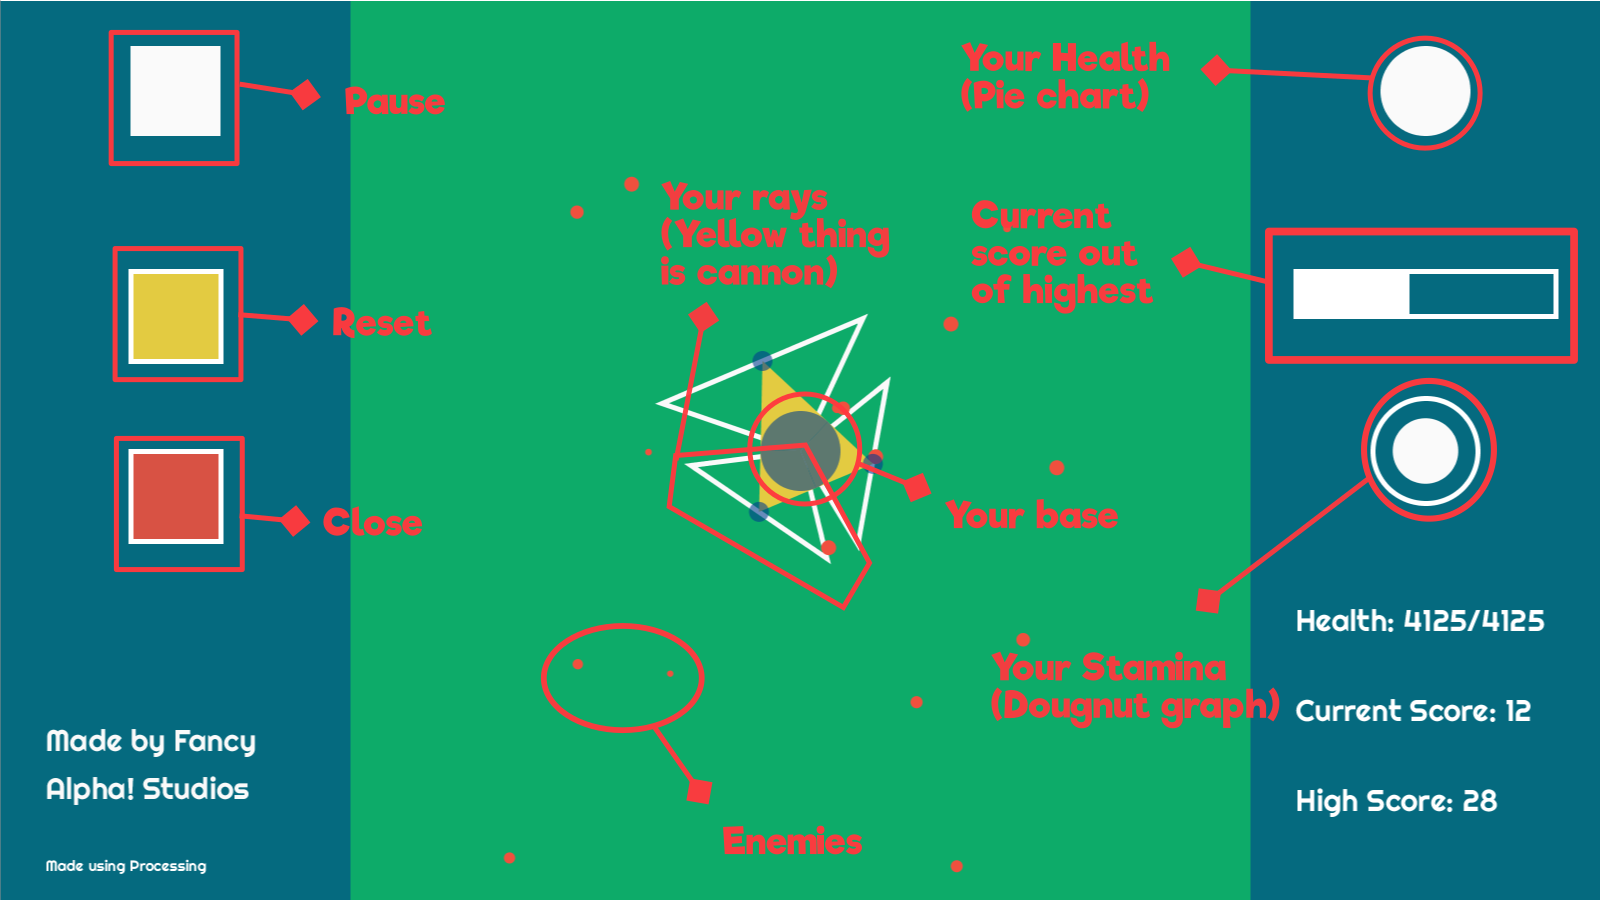 Pause
Reset
Close
Made by Fancy
Alpha! Studios
Made using Processing
Your rays
(Yellow thing
is cannon)
Your base
Enemies
Your Health
(Pie chart)
Current
score out
of highest
Your Stamina
(Dougnut graph)
Health: 4125/4125
Current Score: 12
High Score: 28